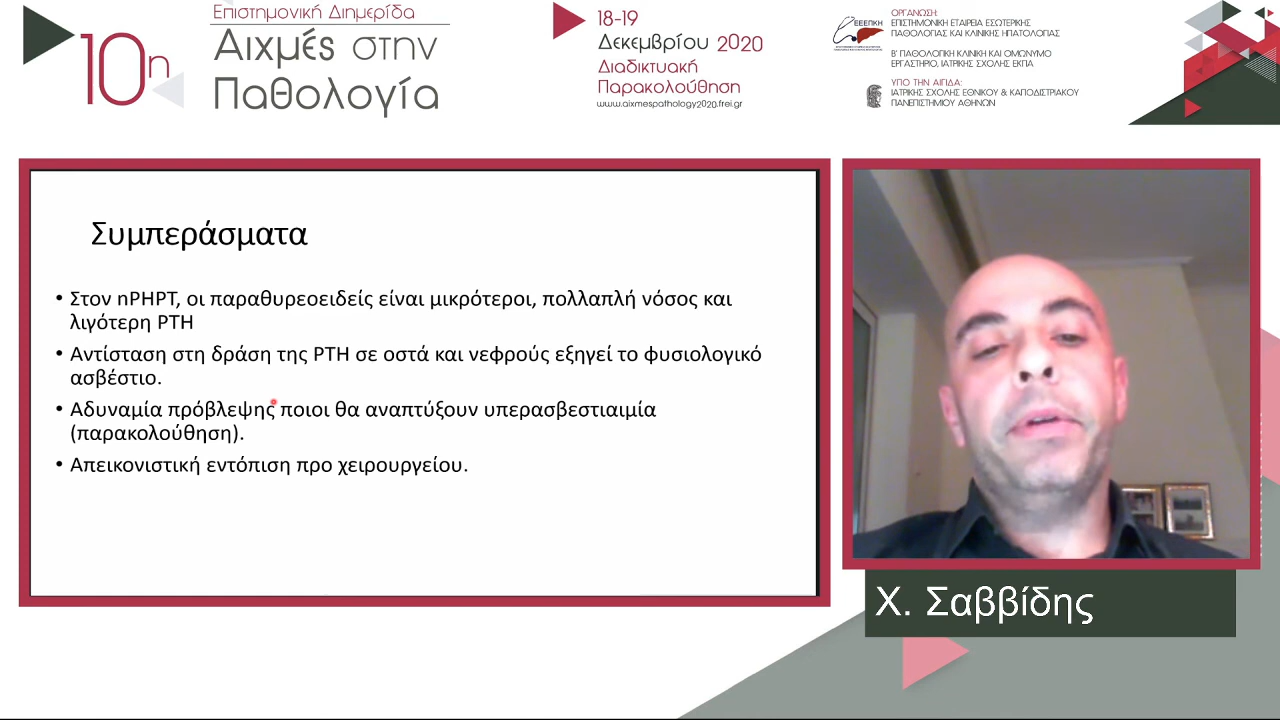 10η
Επιστημονική Διημερίδα
Αιχμές στην
Παθολογία
18-19
Δεκεμβρίου 2020
Διαδικτυακή
Παρακολούθηση
www.aixmespathology2020.frei.gr
ΕΕΕΠΚΗ
ΟΡΓΑΝΩΣΗ:
ΕΠΙΣΤΗΜΟΝΙΚΗ ΕΤΑΙΡΕΙΑ ΕΣΩΤΕΡΙΚΗΣ
ΠΑΘΟΛΟΓΙΑΣ ΚΑΙ ΚΛΙΝΙΚΗΣ ΗΠΑΤΟΛΟΓΙΑΣ
Β' ΠΑΘΟΛΟΓΙΚΗ ΚΛΙΝΙΚΗ ΚΑΙ ΟΜΩΝΥΜΟ
ΕΡΓΑΣΤΗΡΙΟ, ΙΑΤΡΙΚΗΣ ΣΧΟΛΗΣ ΕΚΠΑ
ΥΠΟ ΤΗΝ ΑΙΓΙΔΑ:
ΙΑΤΡΙΚΗΣ ΣΧΟΛΗΣ ΕΘΝΙΚΟΥ & ΚΑΠΟΔΙΣΤΡΙΑΚΟΥ
ΠΑΝΕΠΙΣΤΗΜΙΟΥ ΑΘΗΝΩΝ
Συμπεράσματα
• Στον nPHPT, οι παραθυρεοειδείς είναι μικρότεροι, πολλαπλή νόσος και
λιγότερη PTH
• Αντίσταση στη δράση της PTH σε οστά και νεφρούς εξηγεί το φυσιολογικό
ασβέστιο.
• Αδυναμία πρόβλεψης ποιοι θα αναπτύξουν υπερασβεστιαιμία
(παρακολούθηση).
• Απεικονιστική εντόπιση προ χειρουργείου.
Χ. Σαββίδης